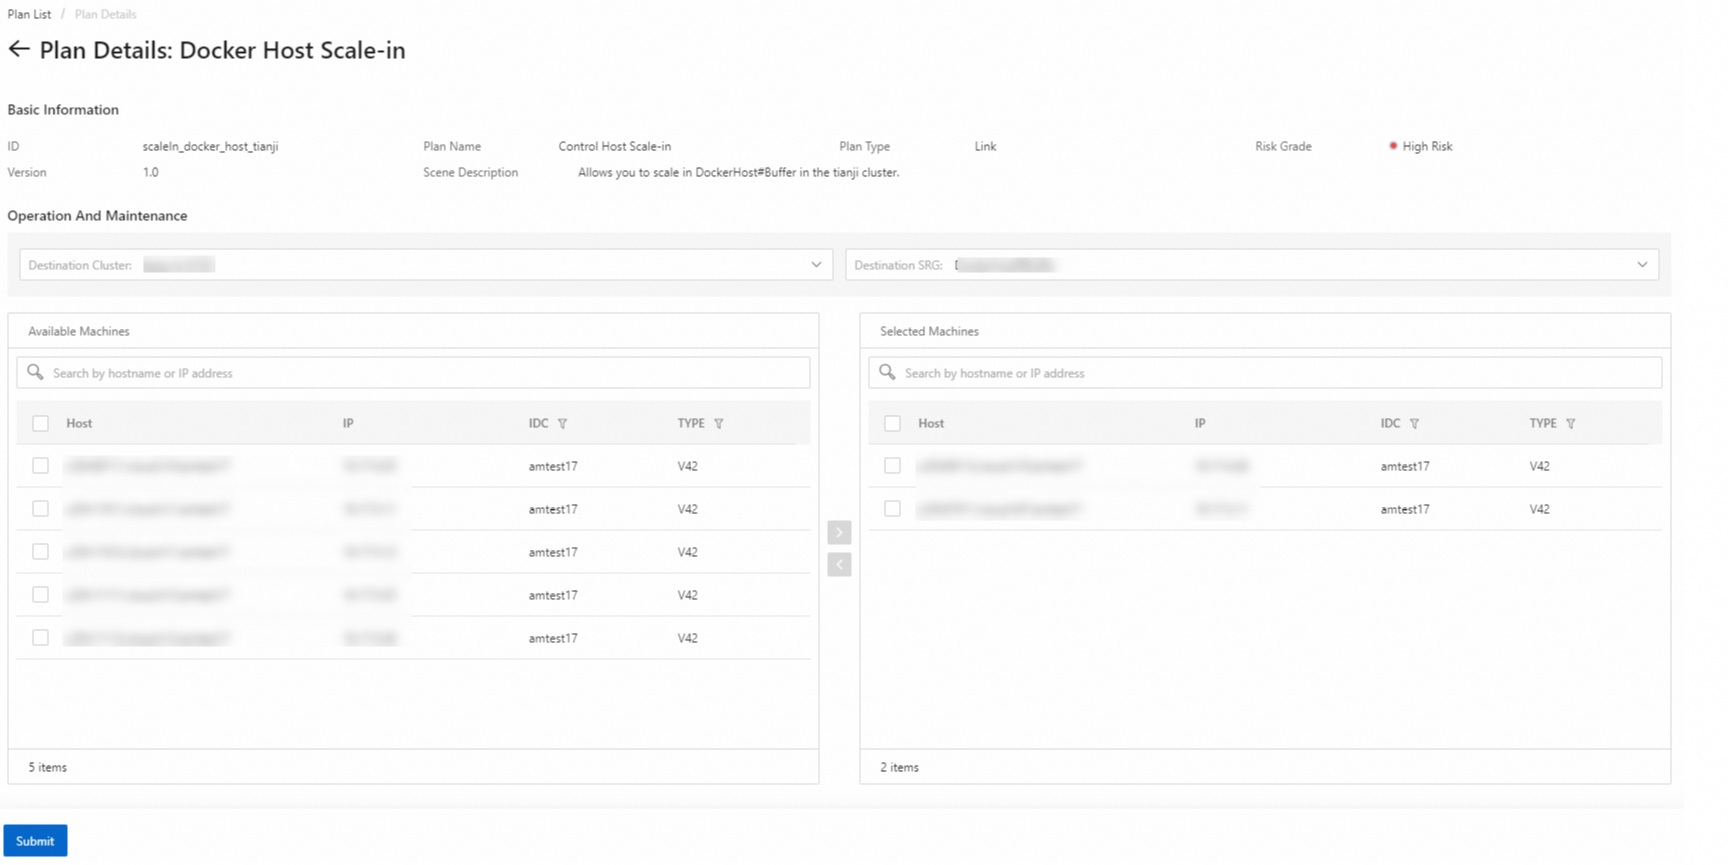 Plan List / Plan Details
← Plan Details: Docker Host Scale-in
Basic Information
ID scaleIn_docker_host_tianji Plan Name Control Host Scale-in Plan Type Link Risk Grade High Risk
Version 1.0 Scene Description Allows you to scale in DockerHost#Buffer in the tianji cluster.
Operation And Maintenance
Destination Cluster: Destination SRG:
Available Machines
Search by hostname or IP address
Host IP IDC TYPE
amtest17 V42
amtest17 V42
amtest17 V42
amtest17 V42
amtest17 V42
5 items
Selected Machines
Search by hostname or IP address
Host IP IDC TYPE
amtest17 V42
amtest17 V42
2 items
Submit